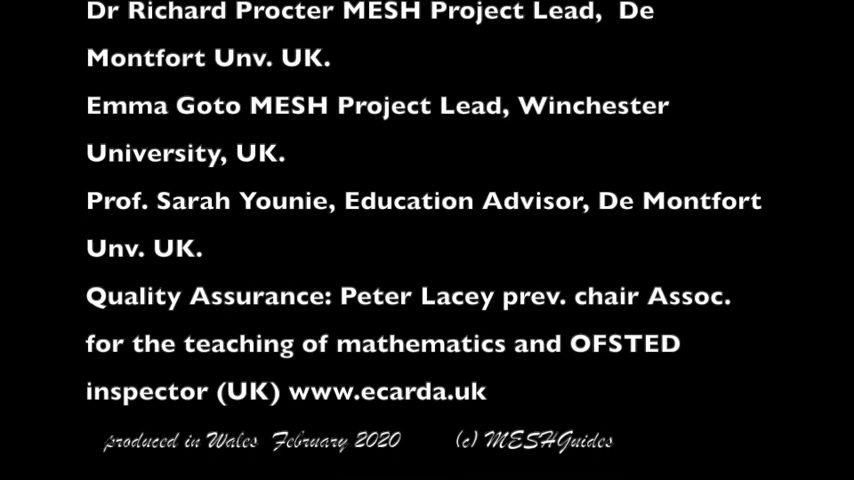 Dr Richard Procter MESH Project Lead, De
Montfort Unv. UK.
Emma Goto MESH Project Lead, Winchester
University, UK.
Prof. Sarah Younie, Education Advisor, De Montfort
Unv. UK.
Quality Assurance: Peter Lacey prev. chair Assoc.
for the teaching of mathematics and OFSTED
inspector (UK) www.ecarda.uk
produced in Wales February 2020 (c) MESHGuides